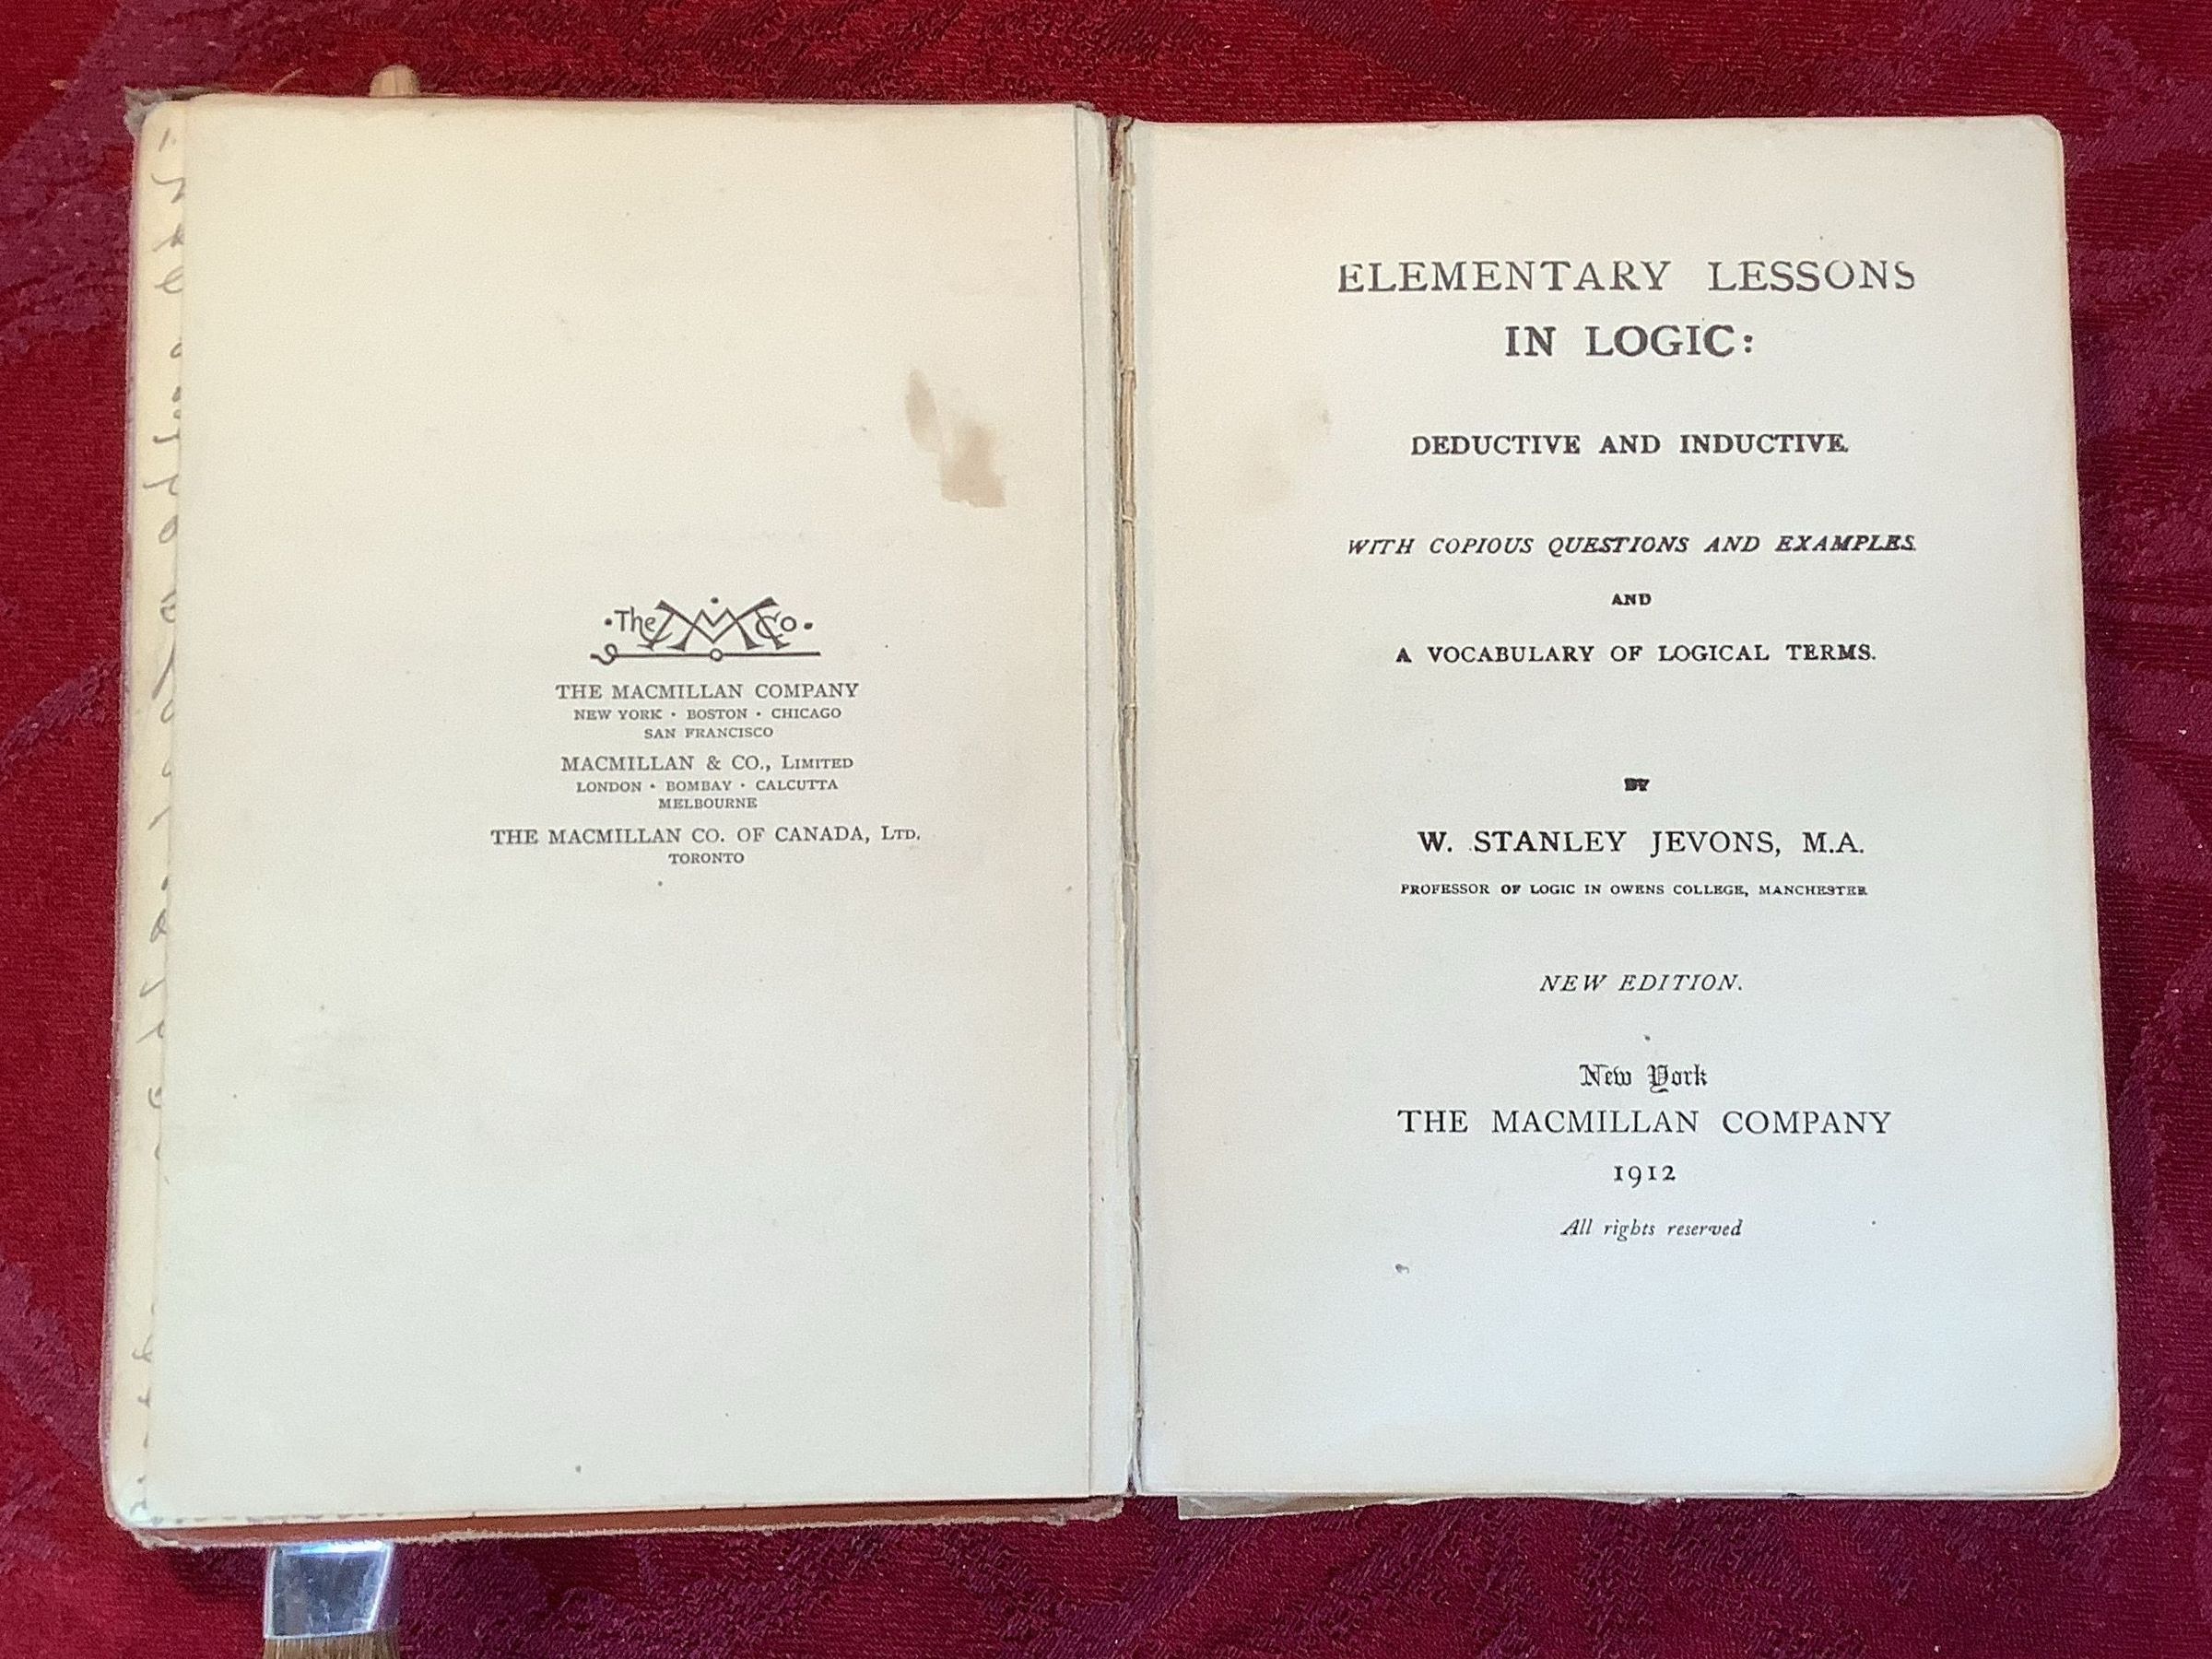 The MM Co
THE MACMILLAN COMPANY
NEW YORK · BOSTON · CHICAGO
SAN FRANCISCO
MACMILLAN & CO., LIMITED
LONDON · BOMBAY · CALCUTTA
MELBOURNE
THE MACMILLAN CO. OF CANADA, LTD.
TORONTO
ELEMENTARY LESSONS
IN LOGIC:
DEDUCTIVE AND INDUCTIVE.
WITH COPIOUS QUESTIONS AND EXAMPLES.
AND
A VOCABULARY OF LOGICAL TERMS.
BY
W. STANLEY JEVONS, M.A.
PROFESSOR OF LOGIC IN OWENS COLLEGE, MANCHESTER
NEW EDITION.
New York
THE MACMILLAN COMPANY
1912
All rights reserved